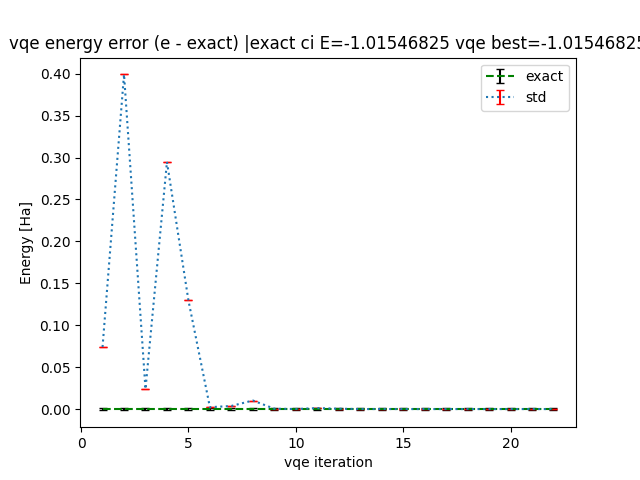 vqe energy error (e - exact) |exact ci E=-1.01546825 vqe best=-1.01546825
exact
std
0.40
0.35
0.30
0.25
0.20
0.15
0.10
0.05
0.00
Energy [Ha]
0 5 10 15 20
vqe iteration